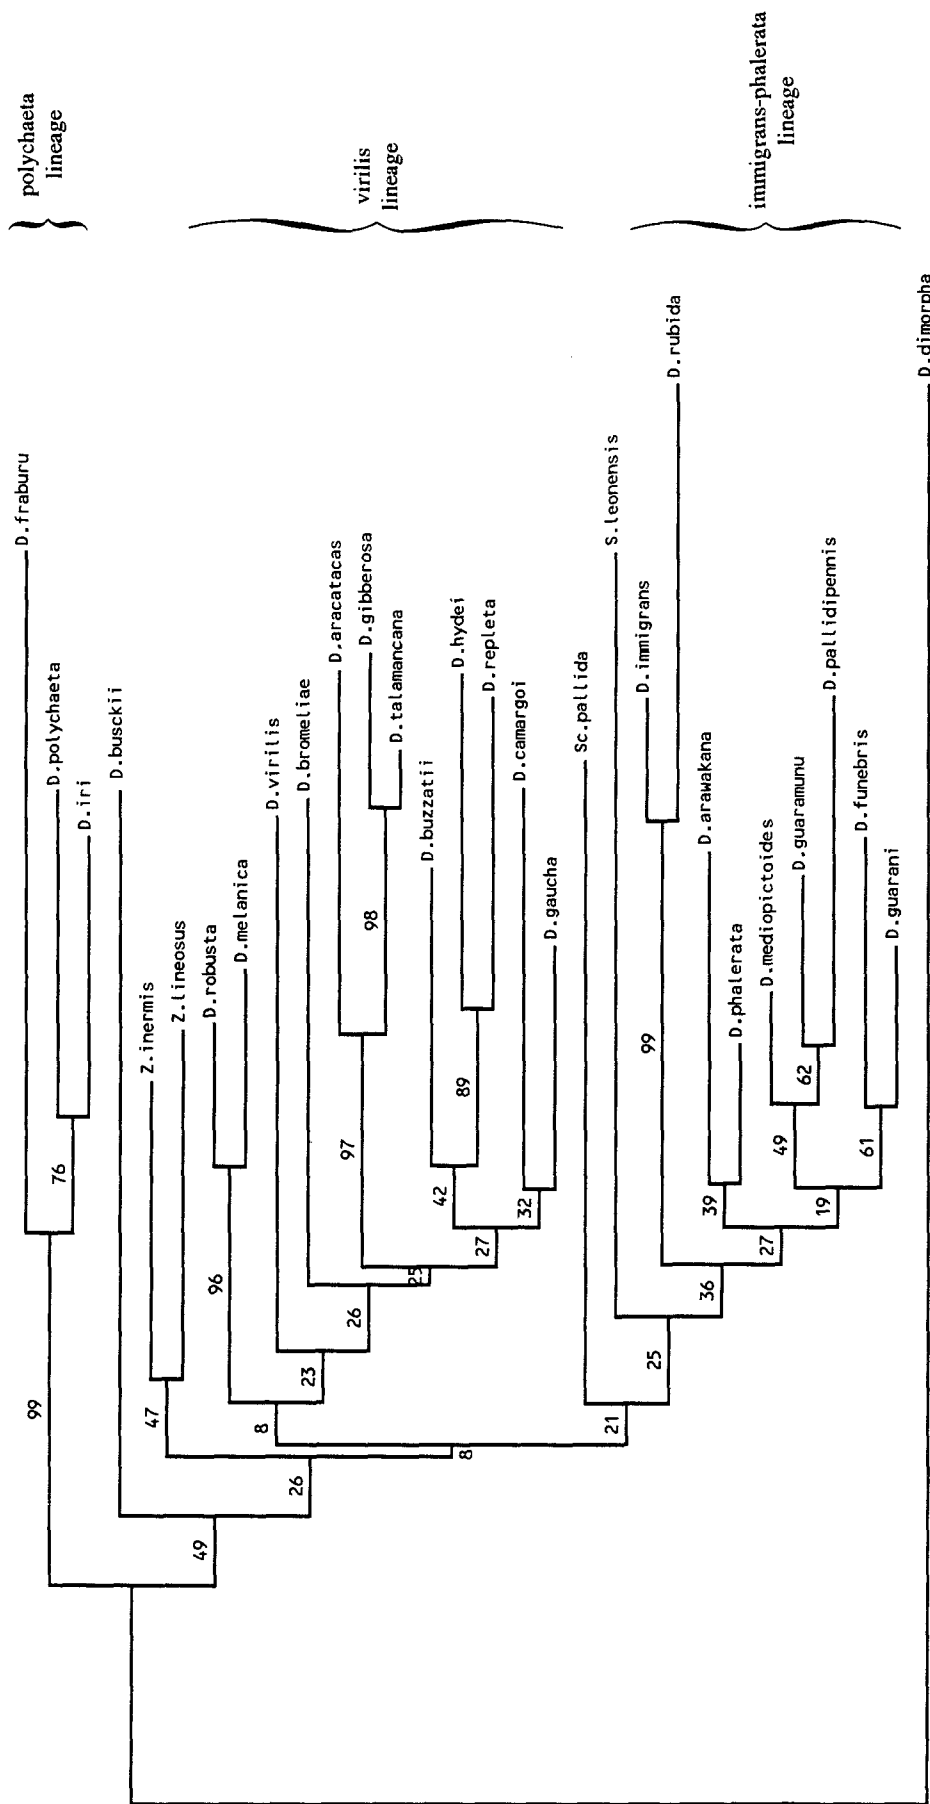 polychaeta
lineage
virilis
lineage
immigrans-phalerata
lineage
D.fraburu
D.polychaeta
D.iri
D.busckii
Z.inermis
Z.lineosus
D.robusta
D.melanica
D.virilis
D.bromeliae
D.aracatacas
D.gibberosa
D.talamancana
D.buzzatii
D.hydei
D.repleta
D.camargoi
D.gaucha
Sc.pallida
S.leonensis
D.immigrans
D.rubida
D.arawakana
D.phalerata
D.mediopictoides
D.guaramunu
D.pallidipennis
D.funebris
D.guarani
D.dimorpha
99
76
49
26
47
8
8
96
23
26
25
97
98
27
42
89
32
21
25
36
99
27
39
19
49
62
61